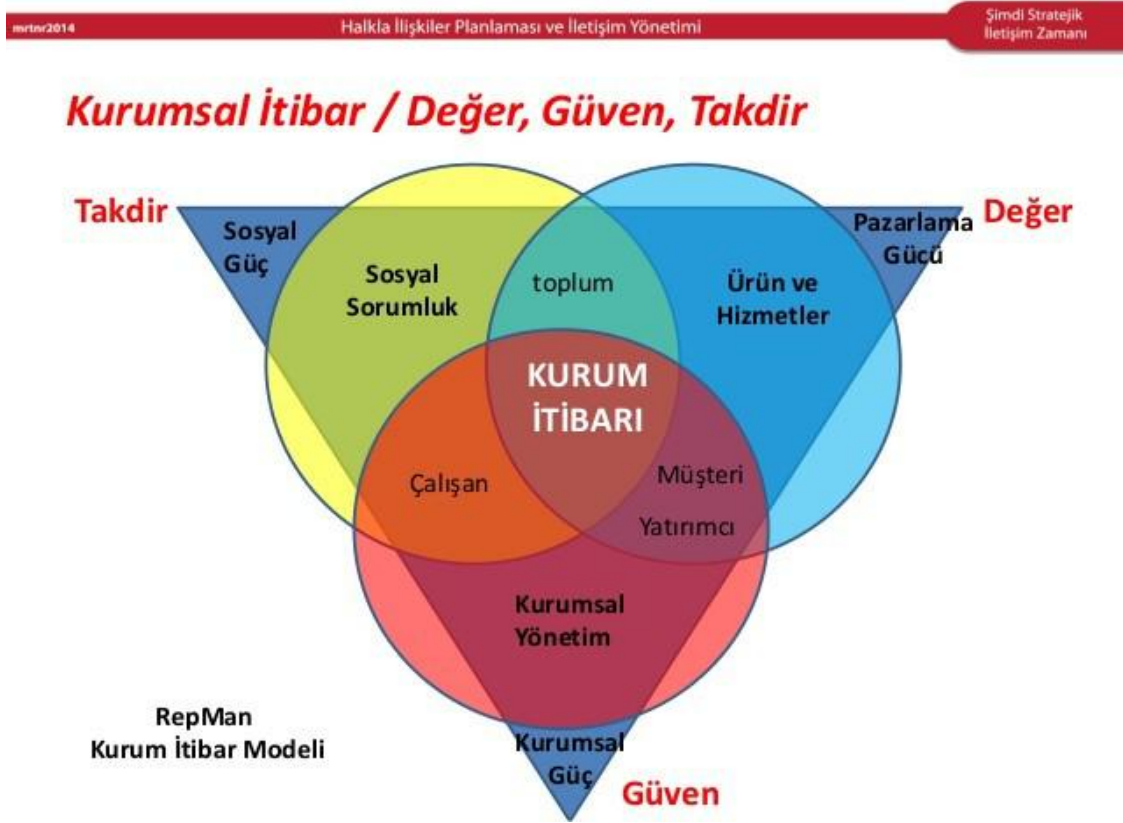 mrtnr2014
Halkla İlişkiler Planlaması ve İletişim Yönetimi
Şimdi Stratejik
İletişim Zamanı
Kurumsal İtibar / Değer, Güven, Takdir
Takdir
Değer
Sosyal
Güç
Pazarlama
Gücü
Sosyal
Sorumluk
toplum
Ürün ve
Hizmetler
KURUM
İTİBARI
Çalışan
Müşteri
Yatırımcı
Kurumsal
Yönetim
RepMan
Kurum İtibar Modeli
Kurumsal
Güç
Güven